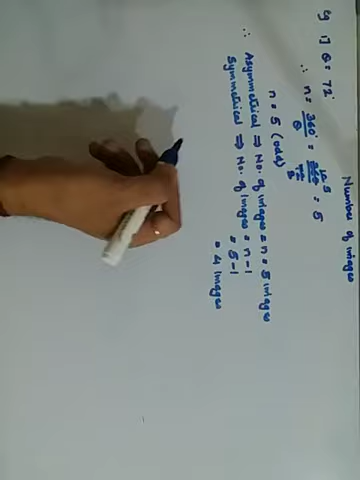 Number of images
1) θ = 72°
∴ n = 360° / θ = 360 / 72 = 5
n = 5 (odd)
∴ Asymmetrical ⇒ No. of images = n = 5 images
Symmetrical ⇒ No. of images = n - 1
= 5 - 1
= 4 images